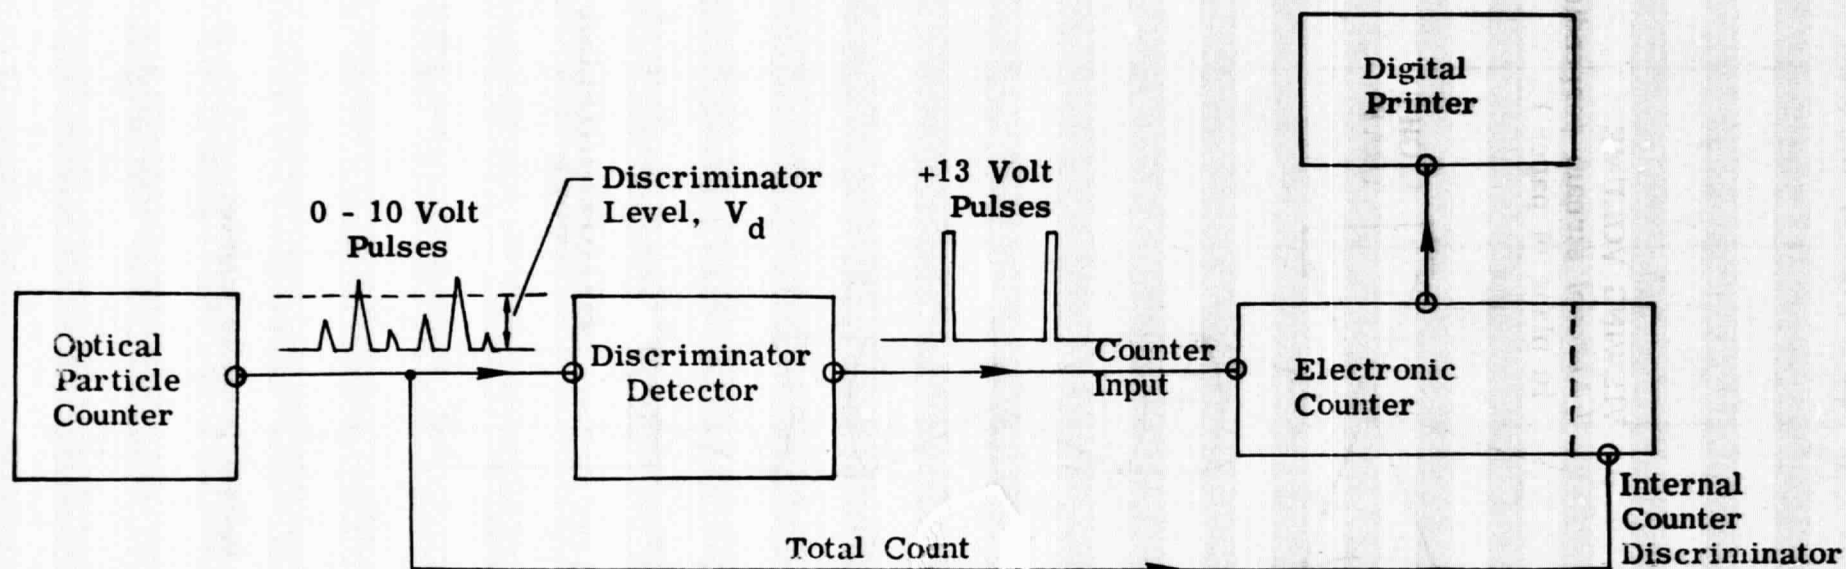 Digital
Printer
+13 Volt
Pulses
Discriminator
Level, V_d
0 - 10 Volt
Pulses
Optical
Particle
Counter
Discriminator
Detector
Counter
Input
Electronic
Counter
Internal
Counter
Discriminator
Total Count